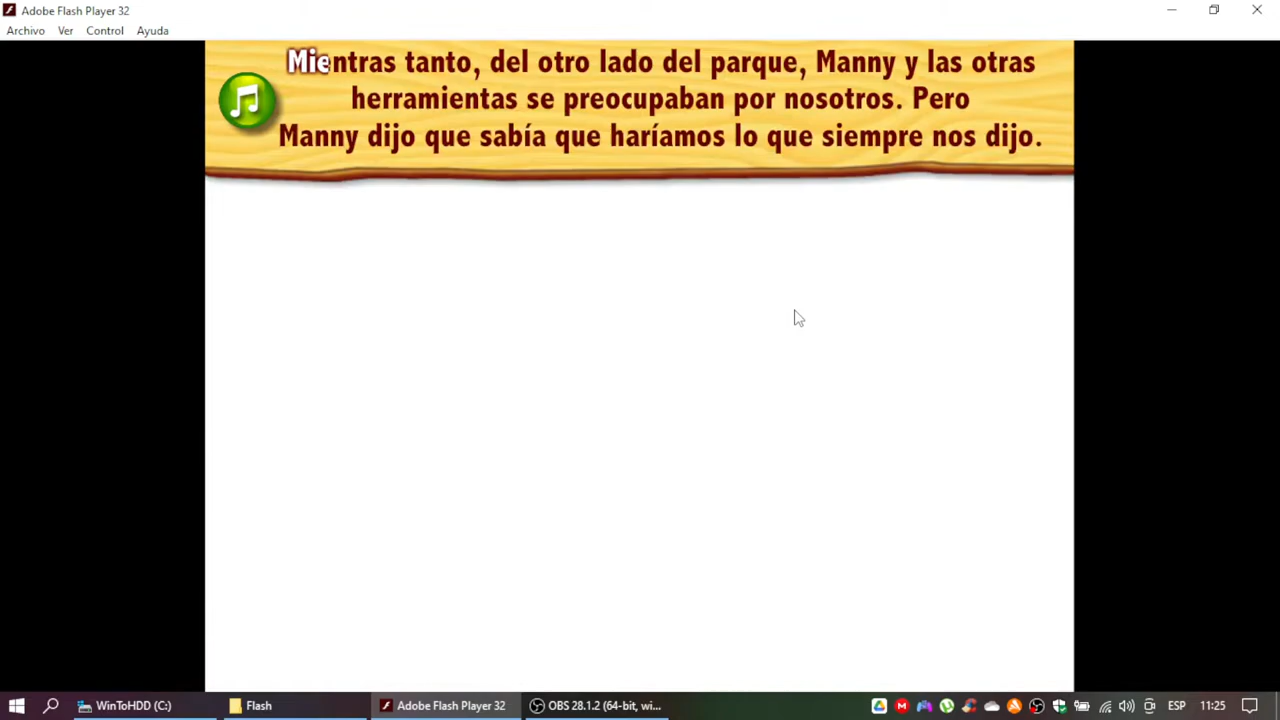 Adobe Flash Player 32
Archivo Ver Control Ayuda
Mientras tanto, del otro lado del parque, Manny y las otras
herramientas se preocupaban por nosotros. Pero
Manny dijo que sabía que haríamos lo que siempre nos dijo.
WinToHDD (C:) Flash Adobe Flash Player 32 OBS 28.1.2 (64-bit, wi... ESP 11:25